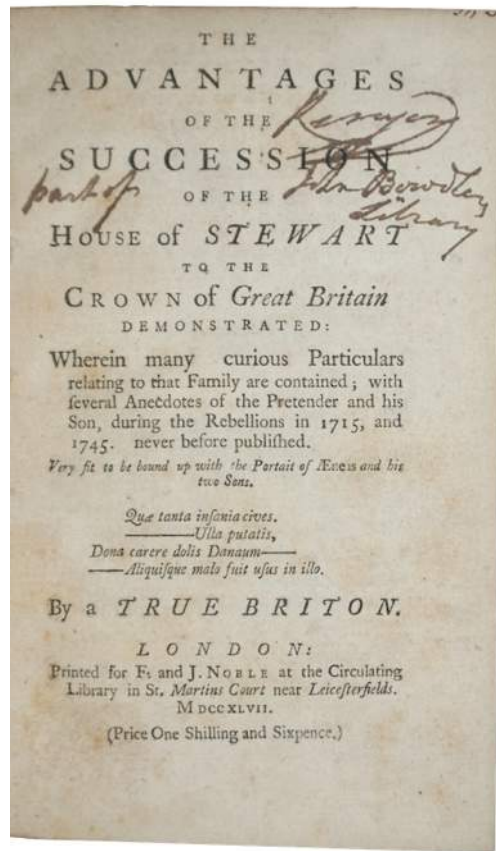 THE
ADVANTAGES
OF THE
SUCCESSION
part of
OF THE
John Bowdler
Library
HOUSE of STEWART
TO THE
CROWN of Great Britain
DEMONSTRATED:
Wherein many curious Particulars
relating to that Family are contained; with
ſeveral Anecdotes of the Pretender and his
Son, during the Rebellions in 1715, and
1745. never before publiſhed.
Very fit to be bound up with the Portait of Æneas and his
two Sons.
Quæ tanta inſania cives.
————Ulla putatis,
Dona carere dolis Danaum——
——Aliquiſque malo fuit uſus in illo.
By a TRUE BRITON.
LONDON:
Printed for F. and J. NOBLE at the Circulating
Library in St. Martins Court near Leiceſterfields.
MDCCXLVII.
(Price One Shilling and Sixpence.)